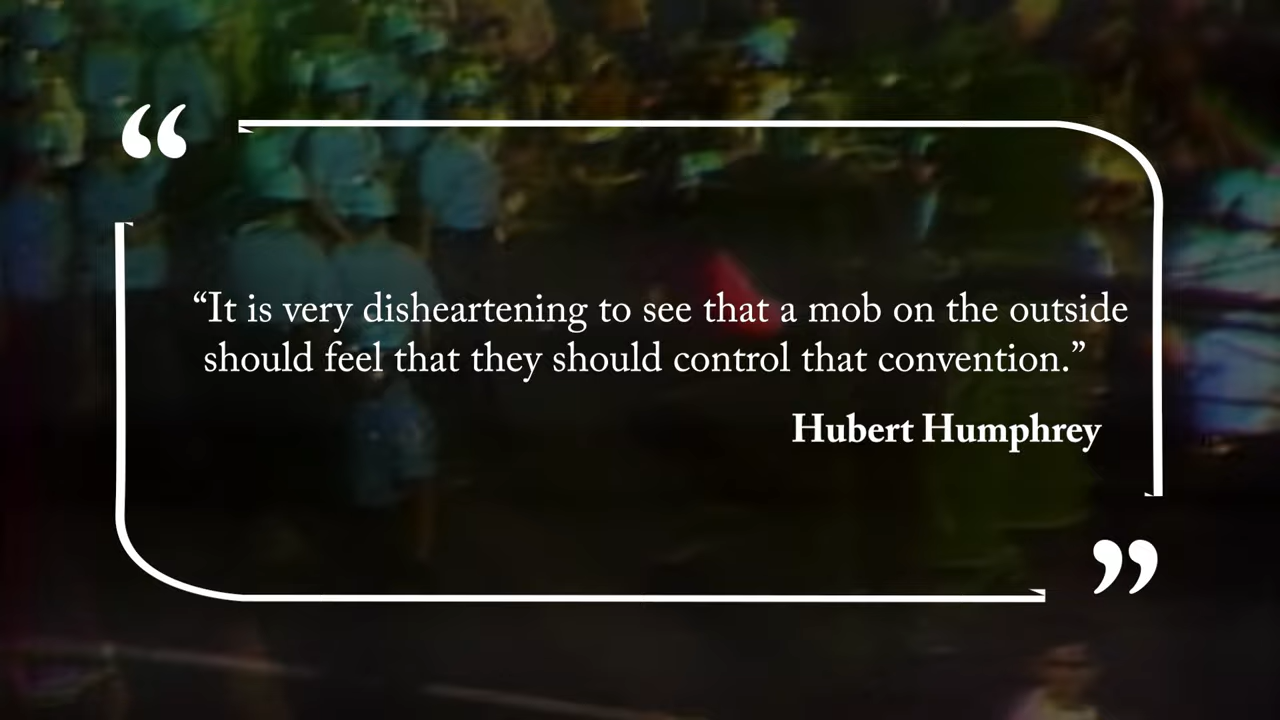 “It is very disheartening to see that a mob on the outside
should feel that they should control that convention.”
Hubert Humphrey